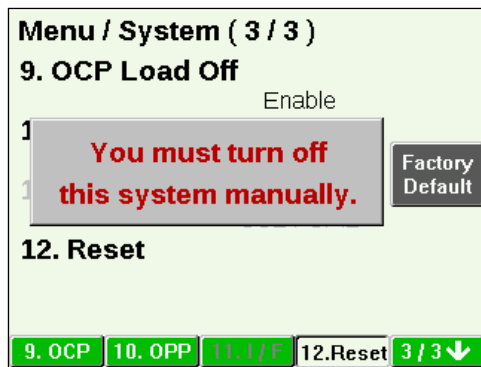 Menu / System ( 3 / 3 )
9. OCP Load Off
Enable
You must turn off
this system manually.
Factory
Default
12. Reset
9. OCP 10. OPP 11. I / F 12.Reset 3 / 3